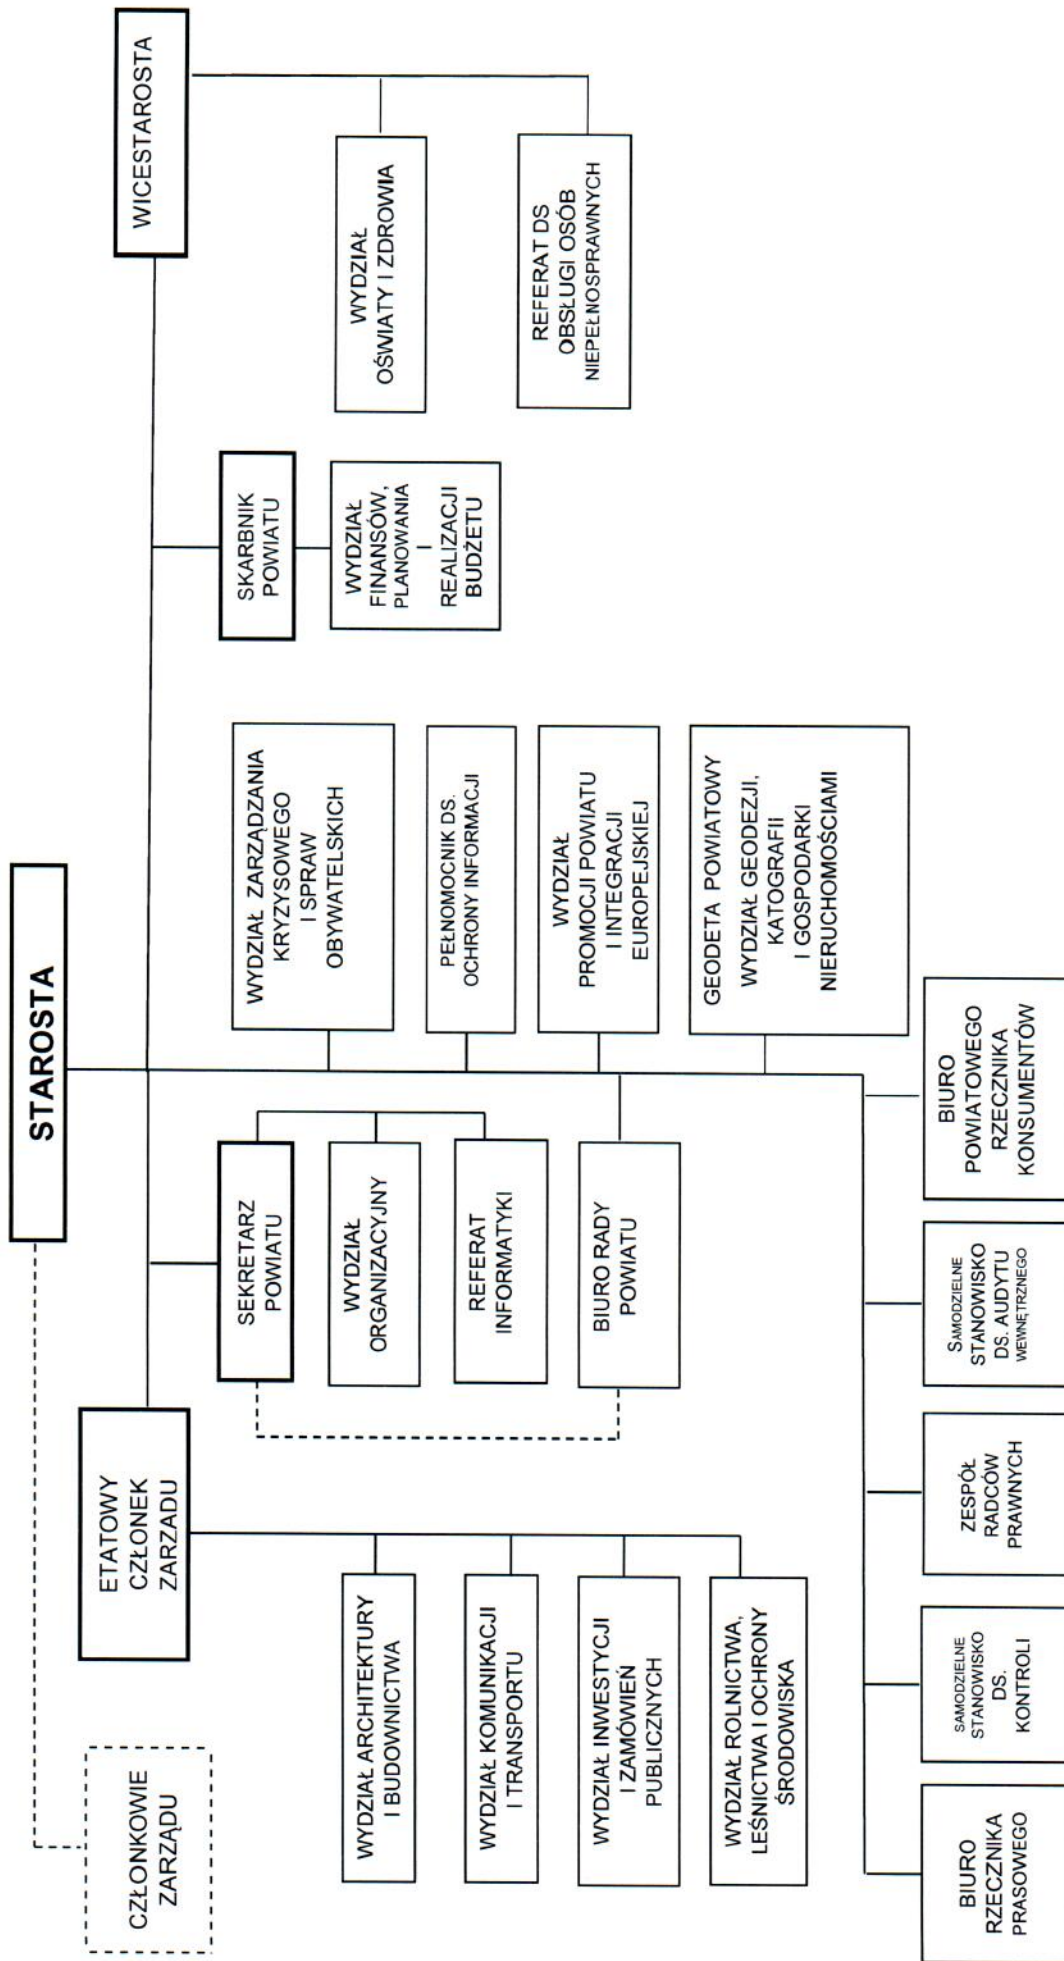 STAROSTA
CZŁONKOWIE
ZARZĄDU
ETATOWY
CZŁONEK
ZARZADU
WICESTAROSTA
SEKRETARZ
POWIATU
SKARBNIK
POWIATU
WYDZIAŁ ARCHITEKTURY
I BUDOWNICTWA
WYDZIAŁ KOMUNIKACJI
I TRANSPORTU
WYDZIAŁ INWESTYCJI
I ZAMÓWIEŃ
PUBLICZNYCH
WYDZIAŁ ROLNICTWA,
LEŚNICTWA I OCHRONY
ŚRODOWISKA
WYDZIAŁ
ORGANIZACYJNY
REFERAT
INFORMATYKI
BIURO RADY
POWIATU
WYDZIAŁ ZARZĄDZANIA
KRYZYSOWEGO
I SPRAW
OBYWATELSKICH
PEŁNOMOCNIK DS.
OCHRONY INFORMACJI
WYDZIAŁ
PROMOCJI POWIATU
I INTEGRACJI
EUROPEJSKIEJ
GEODETA POWIATOWY
WYDZIAŁ GEODEZJI,
KATOGRAFII
I GOSPODARKI
NIERUCHOMOŚCIAMI
WYDZIAŁ
FINANSÓW,
PLANOWANIA
I
REALIZACJI
BUDŻETU
WYDZIAŁ
OŚWIATY I ZDROWIA
REFERAT DS
OBSŁUGI OSÓB
NIEPEŁNOSPRAWNYCH
BIURO
RZECZNIKA
PRASOWEGO
SAMODZIELNE
STANOWISKO
DS.
KONTROLI
ZESPÓŁ
RADCÓW
PRAWNYCH
SAMODZIELNE
STANOWISKO
DS. AUDYTU
WEWNĘTRZNEGO
BIURO
POWIATOWEGO
RZECZNIKA
KONSUMENTÓW